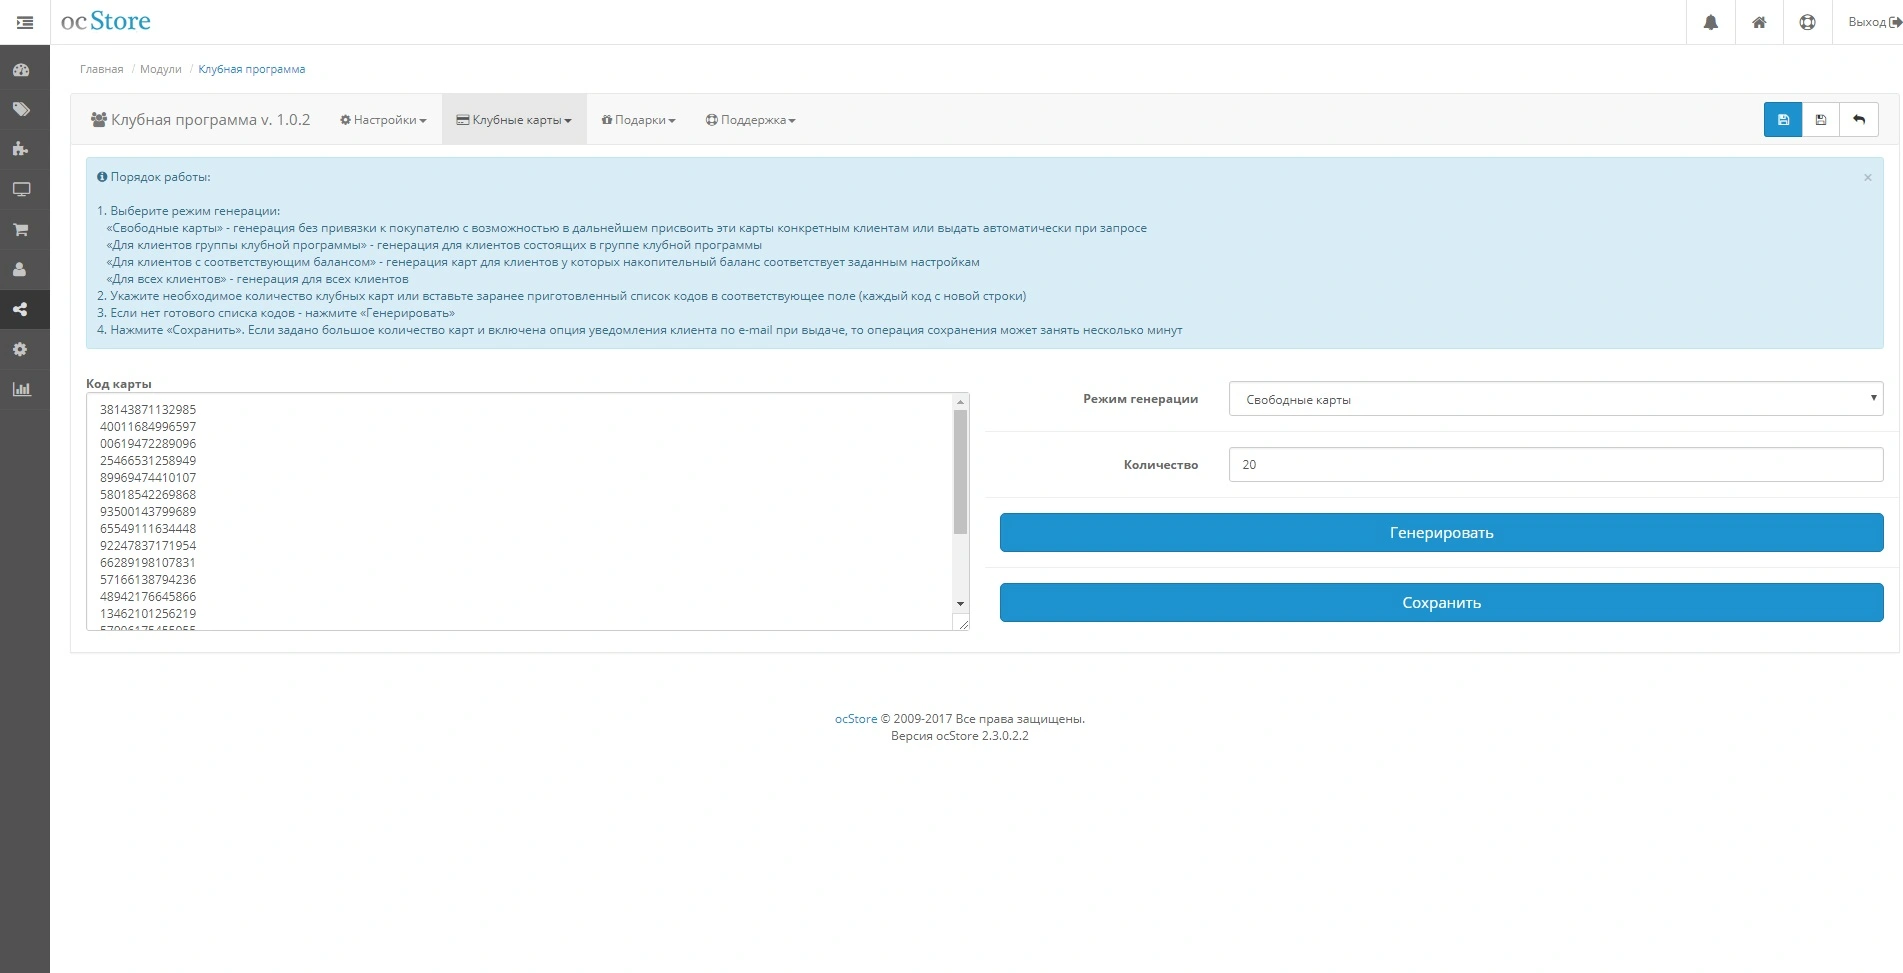 ocStore
Выход
Главная / Модули / Клубная программа
Клубная программа v. 1.0.2 Настройки Клубные карты Подарки Поддержка
Порядок работы: ×
1. Выберите режим генерации:
«Свободные карты» - генерация без привязки к покупателю с возможностью в дальнейшем присвоить эти карты конкретным клиентам или выдать автоматически при запросе
«Для клиентов группы клубной программы» - генерация для клиентов состоящих в группе клубной программы
«Для клиентов с соответствующим балансом» - генерация карт для клиентов у которых накопительный баланс соответствует заданным настройкам
«Для всех клиентов» - генерация для всех клиентов
2. Укажите необходимое количество клубных карт или вставьте заранее приготовленный список кодов в соответствующее поле (каждый код с новой строки)
3. Если нет готового списка кодов - нажмите «Генерировать»
4. Нажмите «Сохранить». Если задано большое количество карт и включена опция уведомления клиента по e-mail при выдаче, то операция сохранения может занять несколько минут
Код карты
38143871132985
40011684996597
00619472289096
25466531258949
89969474410107
58018542269868
93500143799689
65549111634448
92247837171954
66289198107831
57166138794236
48942176645866
13462101256219
Режим генерации Свободные карты
Количество 20
Генерировать
Сохранить
ocStore © 2009-2017 Все права защищены.
Версия ocStore 2.3.0.2.2